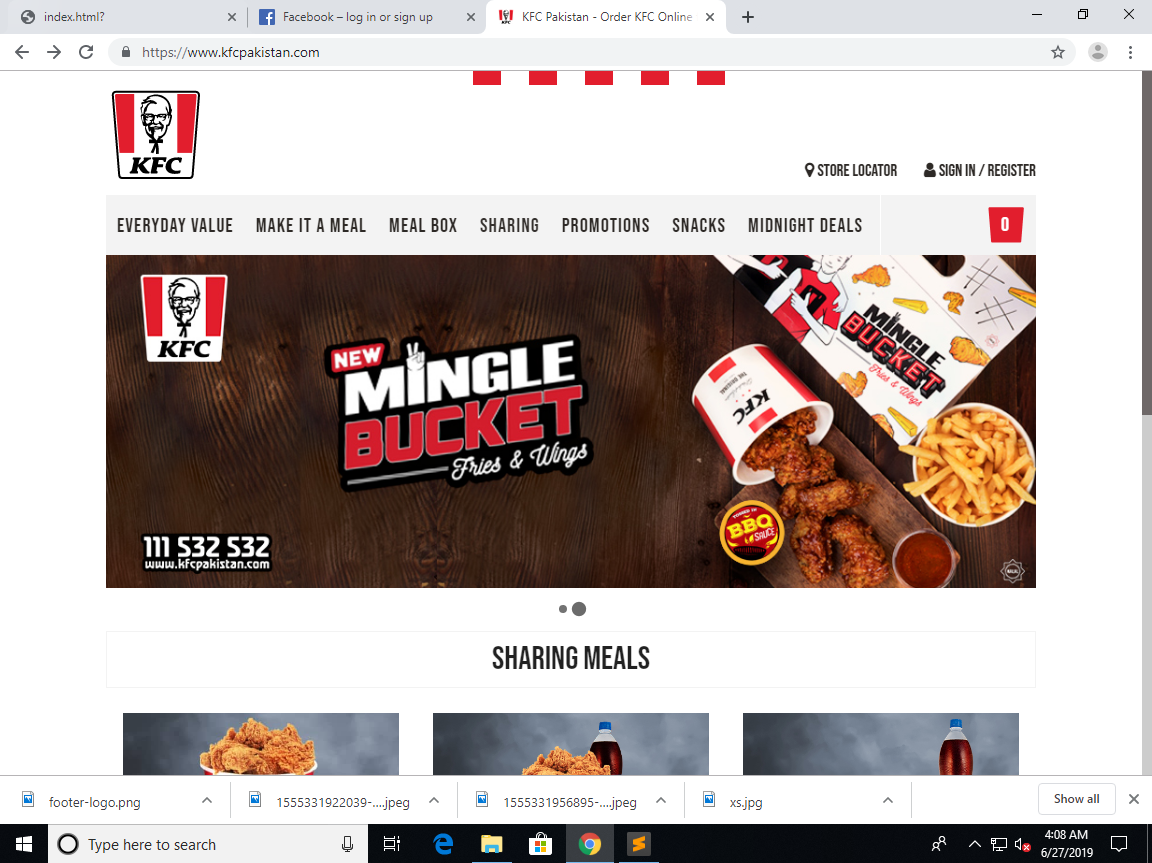 index.html?
Facebook – log in or sign up
KFC Pakistan - Order KFC Online
https://www.kfcpakistan.com
KFC
STORE LOCATOR
SIGN IN / REGISTER
EVERYDAY VALUE
MAKE IT A MEAL
MEAL BOX
SHARING
PROMOTIONS
SNACKS
MIDNIGHT DEALS
0
KFC
NEW
MINGLE
BUCKET
Fries & Wings
111 532 532
www.kfcpakistan.com
MINGLE
BUCKET
Fries & Wings
KFC
BBQ
SAUCE
SHARING MEALS
footer-logo.png
1555331922039-....jpeg
1555331956895-....jpeg
xs.jpg
Show all
Type here to search
4:08 AM
6/27/2019